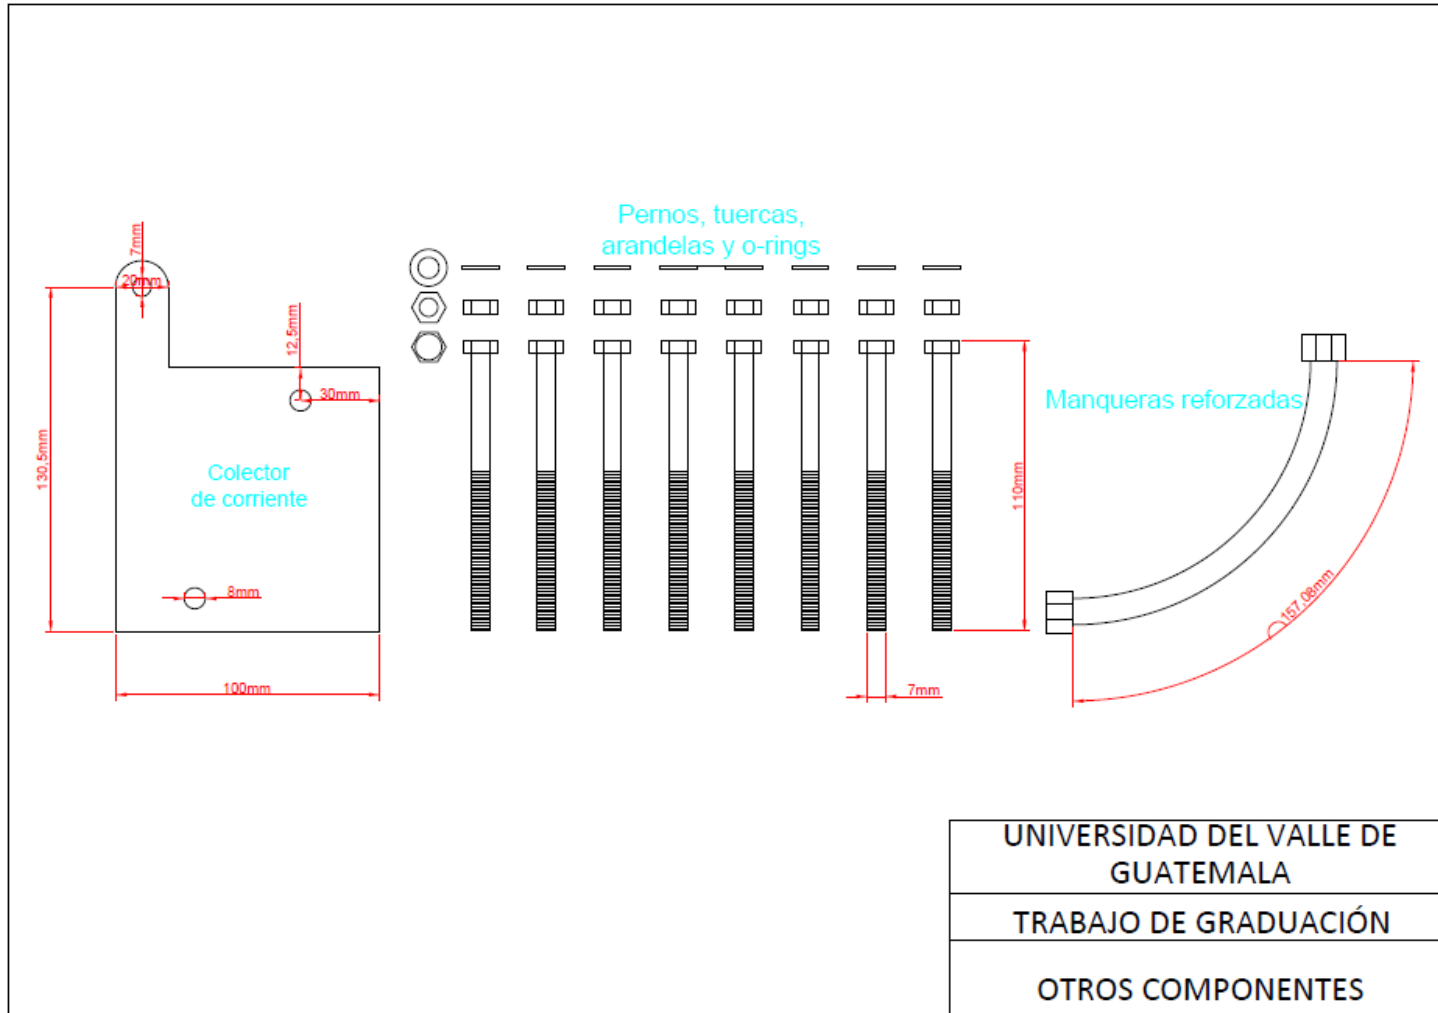 Pernos, tuercas,
arandelas y o-rings
7mm
20mm
12,5mm
30mm
130,5mm
Colector
de corriente
8mm
100mm
110mm
7mm
Manqueras reforzadas
157,08mm
UNIVERSIDAD DEL VALLE DE
GUATEMALA
TRABAJO DE GRADUACIÓN
OTROS COMPONENTES